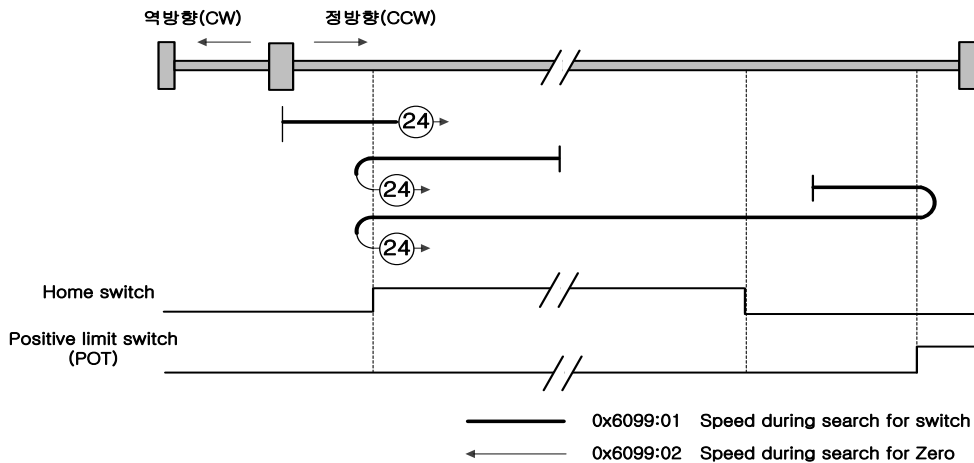 역방향(CW)
정방향(CCW)
24
24
24
Home switch
Positive limit switch
(POT)
0x6099:01 Speed during search for switch
0x6099:02 Speed during search for Zero